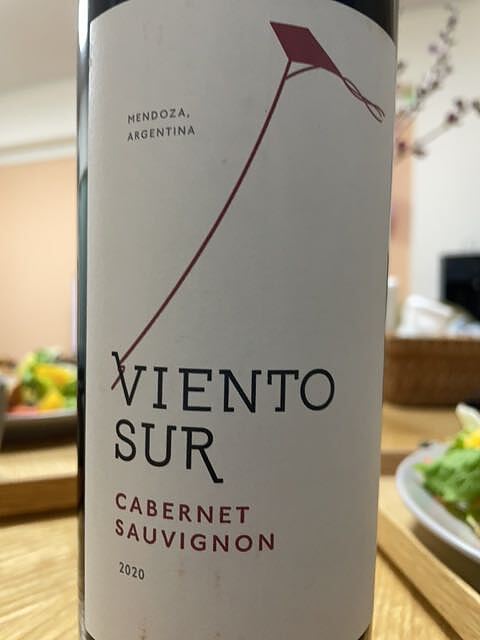 MENDOZA,
ARGENTINA
VIENTO
SUR
CABERNET
SAUVIGNON
2020